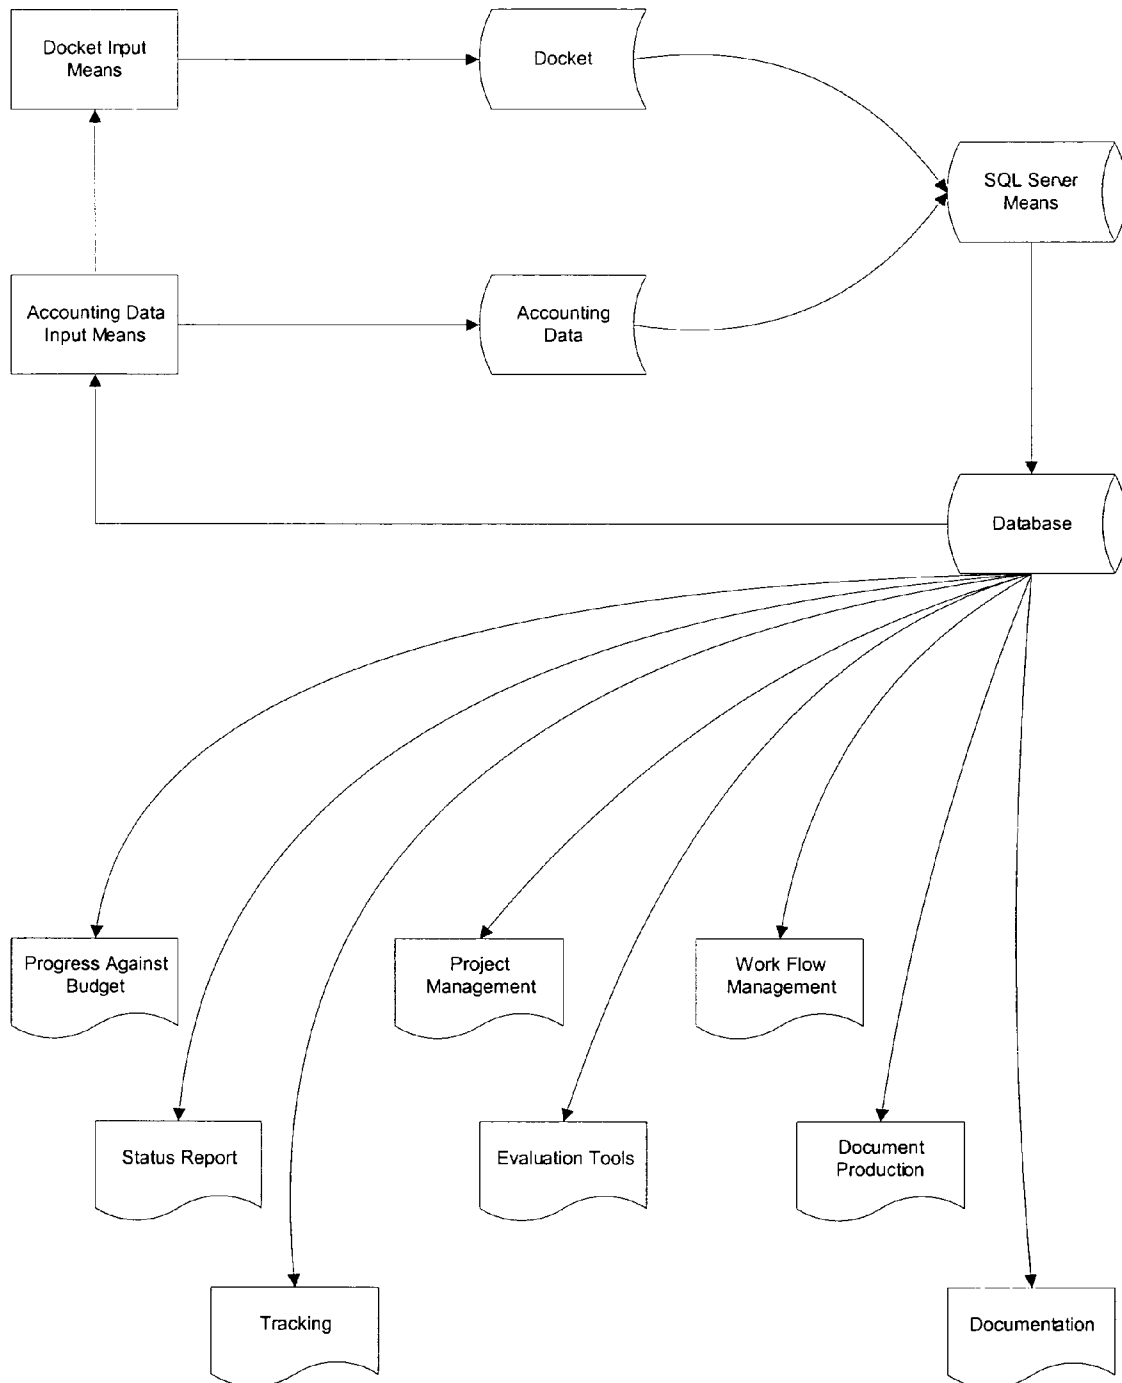 Docket Input
Means
Docket
SQL Server
Means
Accounting Data
Input Means
Accounting
Data
Database
Progress Against
Budget
Project
Management
Work Flow
Management
Status Report
Evaluation Tools
Document
Production
Tracking
Documentation